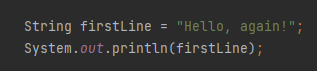 String firstLine = "Hello, again!";
System.out.println(firstLine);